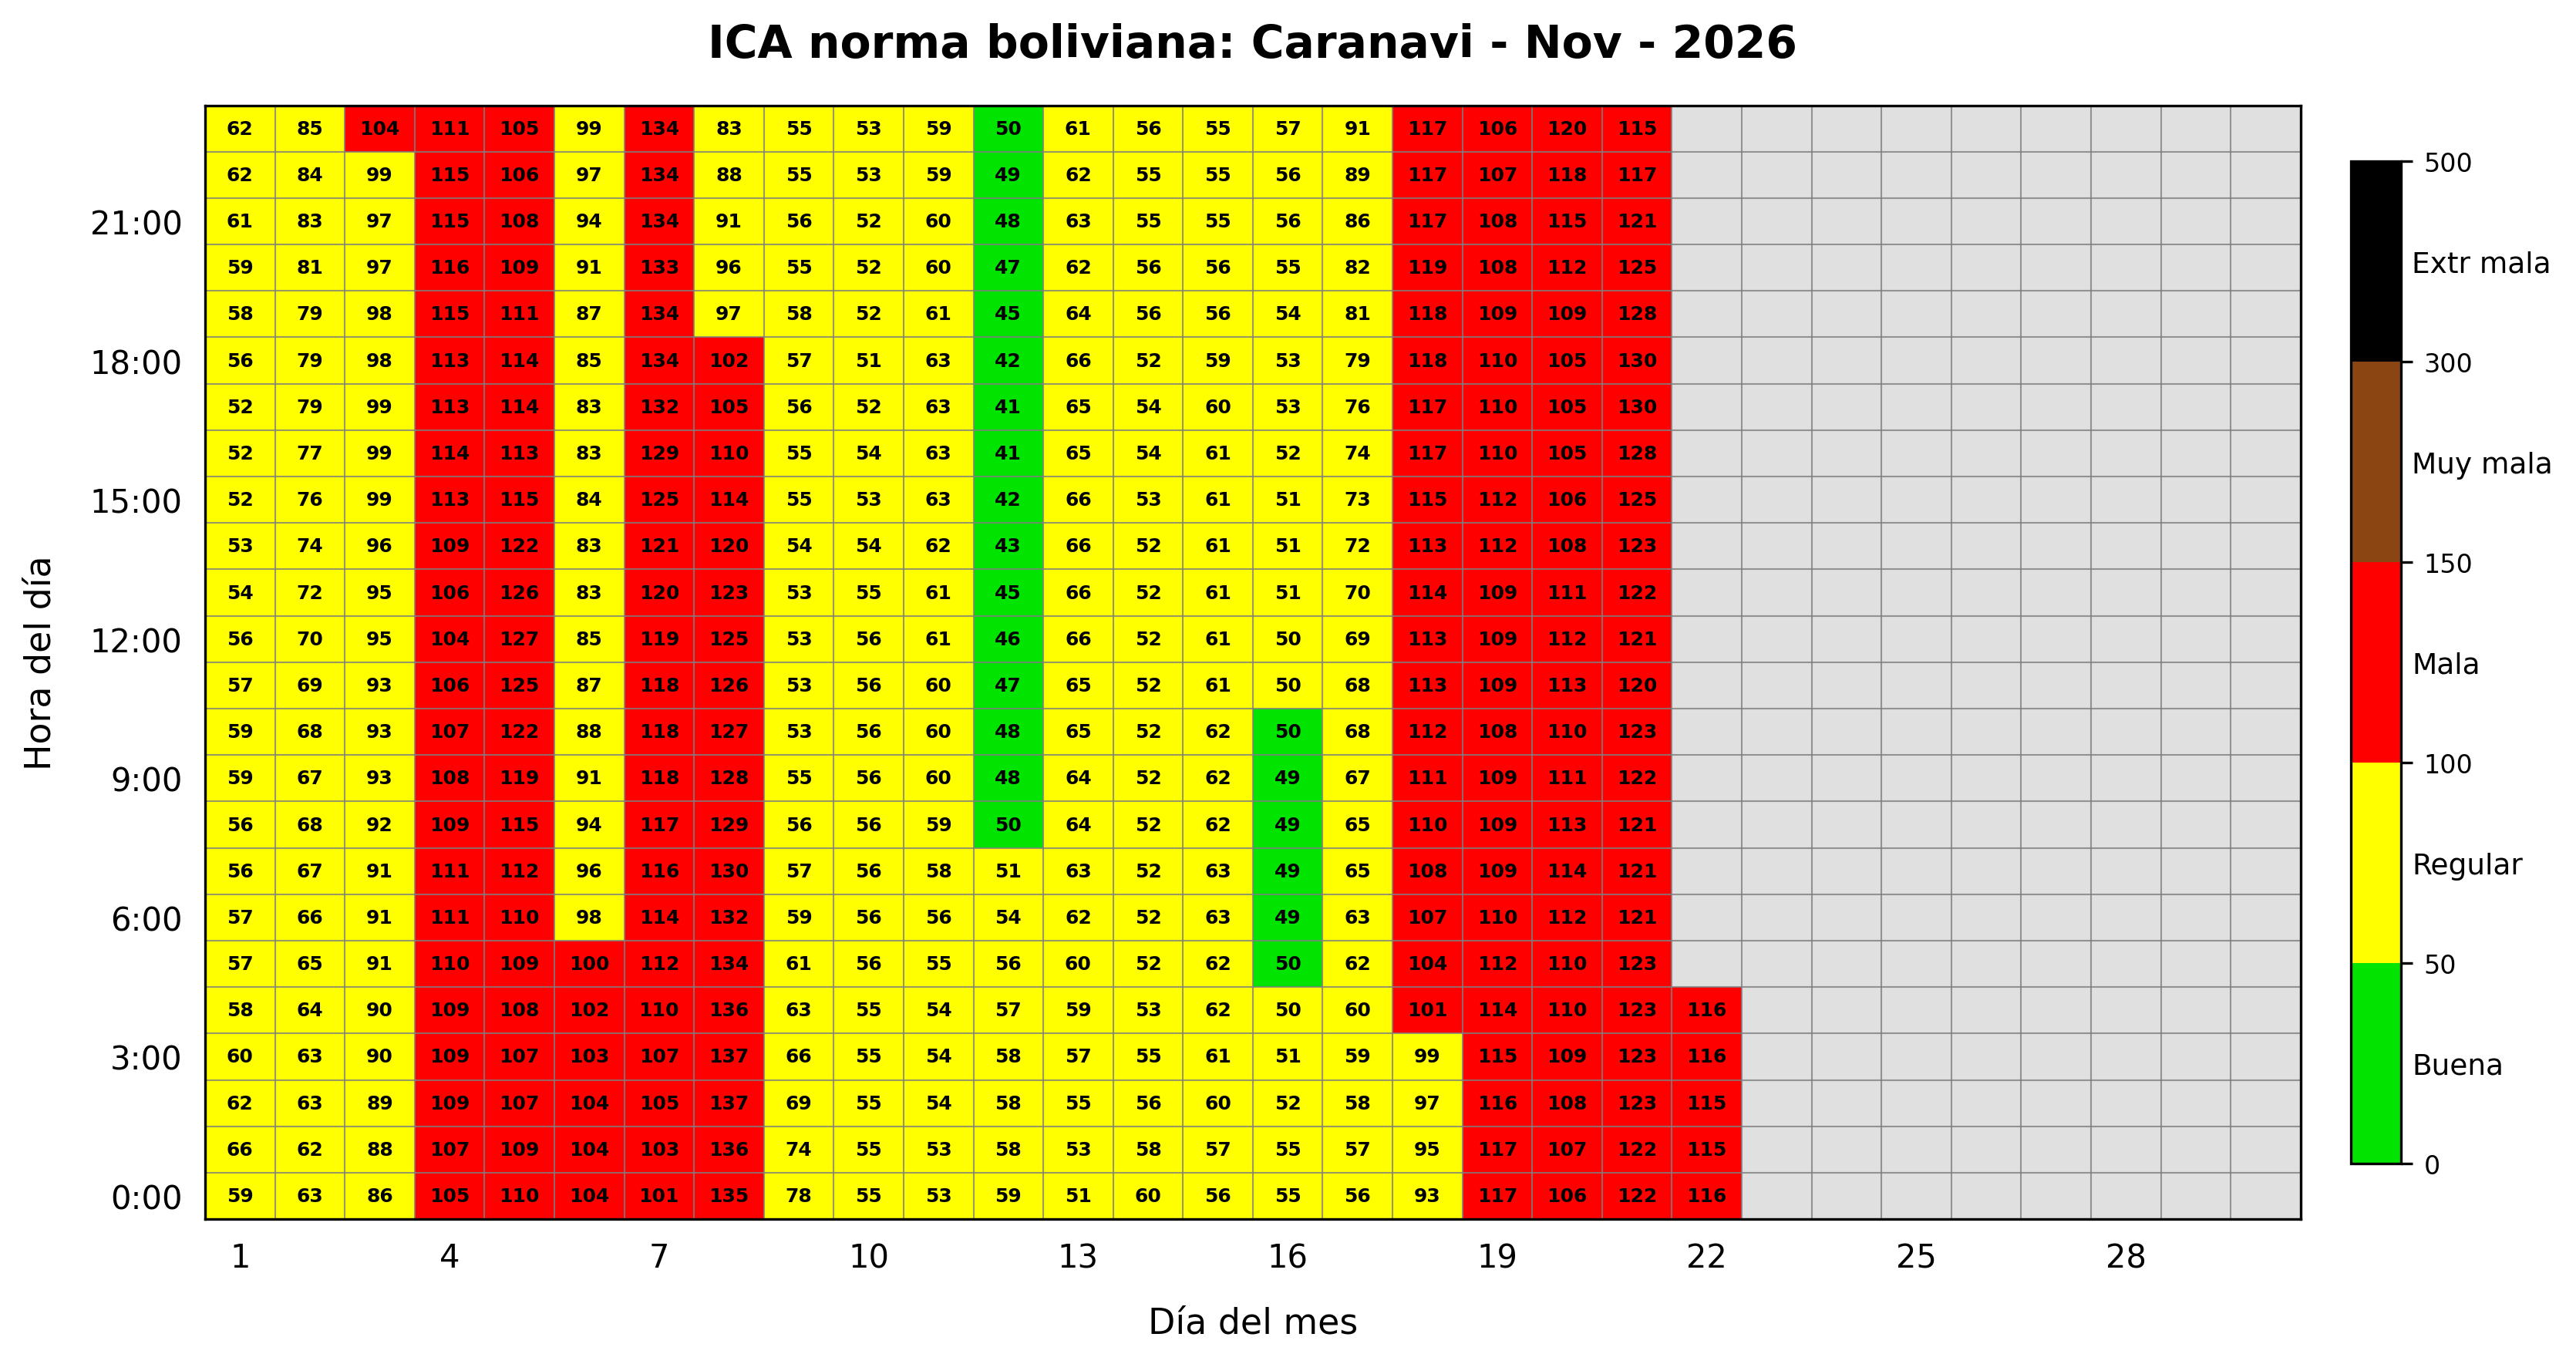 ICA norma boliviana: Caranavi - Nov - 2026
62 85 104 111 105 99 134 83 55 53 59 50 61 56 55 57 91 117 106 120 115
62 84 99 115 106 97 134 88 55 53 59 49 62 55 55 56 89 117 107 118 117
21:00 61 83 97 115 108 94 134 91 56 52 60 48 63 55 55 56 86 117 108 115 121
59 81 97 116 109 91 133 96 55 52 60 47 62 56 56 55 82 119 108 112 125
58 79 98 115 111 87 134 97 58 52 61 45 64 56 56 54 81 118 109 109 128
18:00 56 79 98 113 114 85 134 102 57 51 63 42 66 52 59 53 79 118 110 105 130
52 79 99 113 114 83 132 105 56 52 63 41 65 54 60 53 76 117 110 105 130
52 77 99 114 113 83 129 110 55 54 63 41 65 54 61 52 74 117 110 105 128
15:00 52 76 99 113 115 84 125 114 55 53 63 42 66 53 61 51 73 115 112 106 125
53 74 96 109 122 83 121 120 54 54 62 43 66 52 61 51 72 113 112 108 123
54 72 95 106 126 83 120 123 53 55 61 45 66 52 61 51 70 114 109 111 122
12:00 56 70 95 104 127 85 119 125 53 56 61 46 66 52 61 50 69 113 109 112 121
57 69 93 106 125 87 118 126 53 56 60 47 65 52 61 50 68 113 109 113 120
59 68 93 107 122 88 118 127 53 56 60 48 65 52 62 50 68 112 108 110 123
9:00 59 67 93 108 119 91 118 128 55 56 60 48 64 52 62 49 67 111 109 111 122
56 68 92 109 115 94 117 129 56 56 59 50 64 52 62 49 65 110 109 113 121
56 67 91 111 112 96 116 130 57 56 58 51 63 52 63 49 65 108 109 114 121
6:00 57 66 91 111 110 98 114 132 59 56 56 54 62 52 63 49 63 107 110 112 121
57 65 91 110 109 100 112 134 61 56 55 56 60 52 62 50 62 104 112 110 123
58 64 90 109 108 102 110 136 63 55 54 57 59 53 62 50 60 101 114 110 123 116
3:00 60 63 90 109 107 103 107 137 66 55 54 58 57 55 61 51 59 99 115 109 123 116
62 63 89 109 107 104 105 137 69 55 54 58 55 56 60 52 58 97 116 108 123 115
66 62 88 107 109 104 103 136 74 55 53 58 53 58 57 55 57 95 117 107 122 115
0:00 59 63 86 105 110 104 101 135 78 55 53 59 51 60 56 55 56 93 117 106 122 116
1 4 7 10 13 16 19 22 25 28
Día del mes
Hora del día
500
Extr mala
300
Muy mala
150
Mala
100
Regular
50
Buena
0